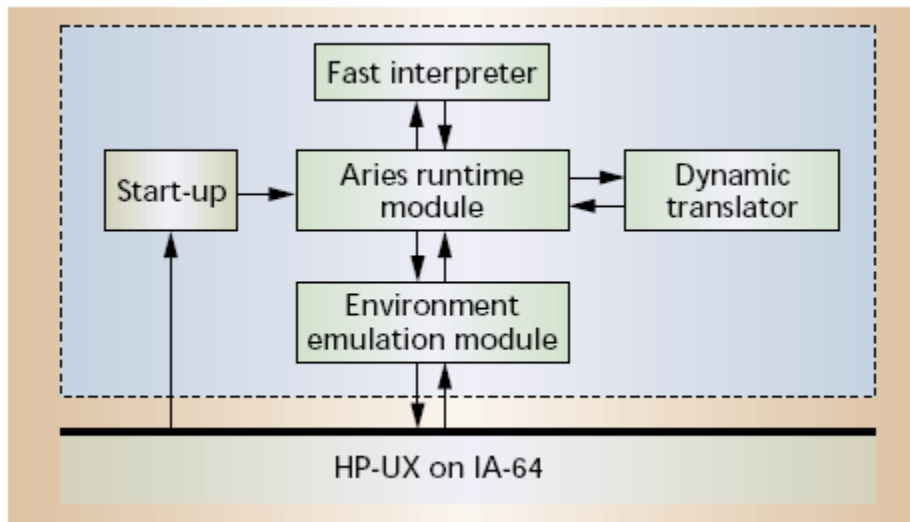 Fast interpreter
Start-up
Aries runtime
module
Dynamic
translator
Environment
emulation module
HP-UX on IA-64